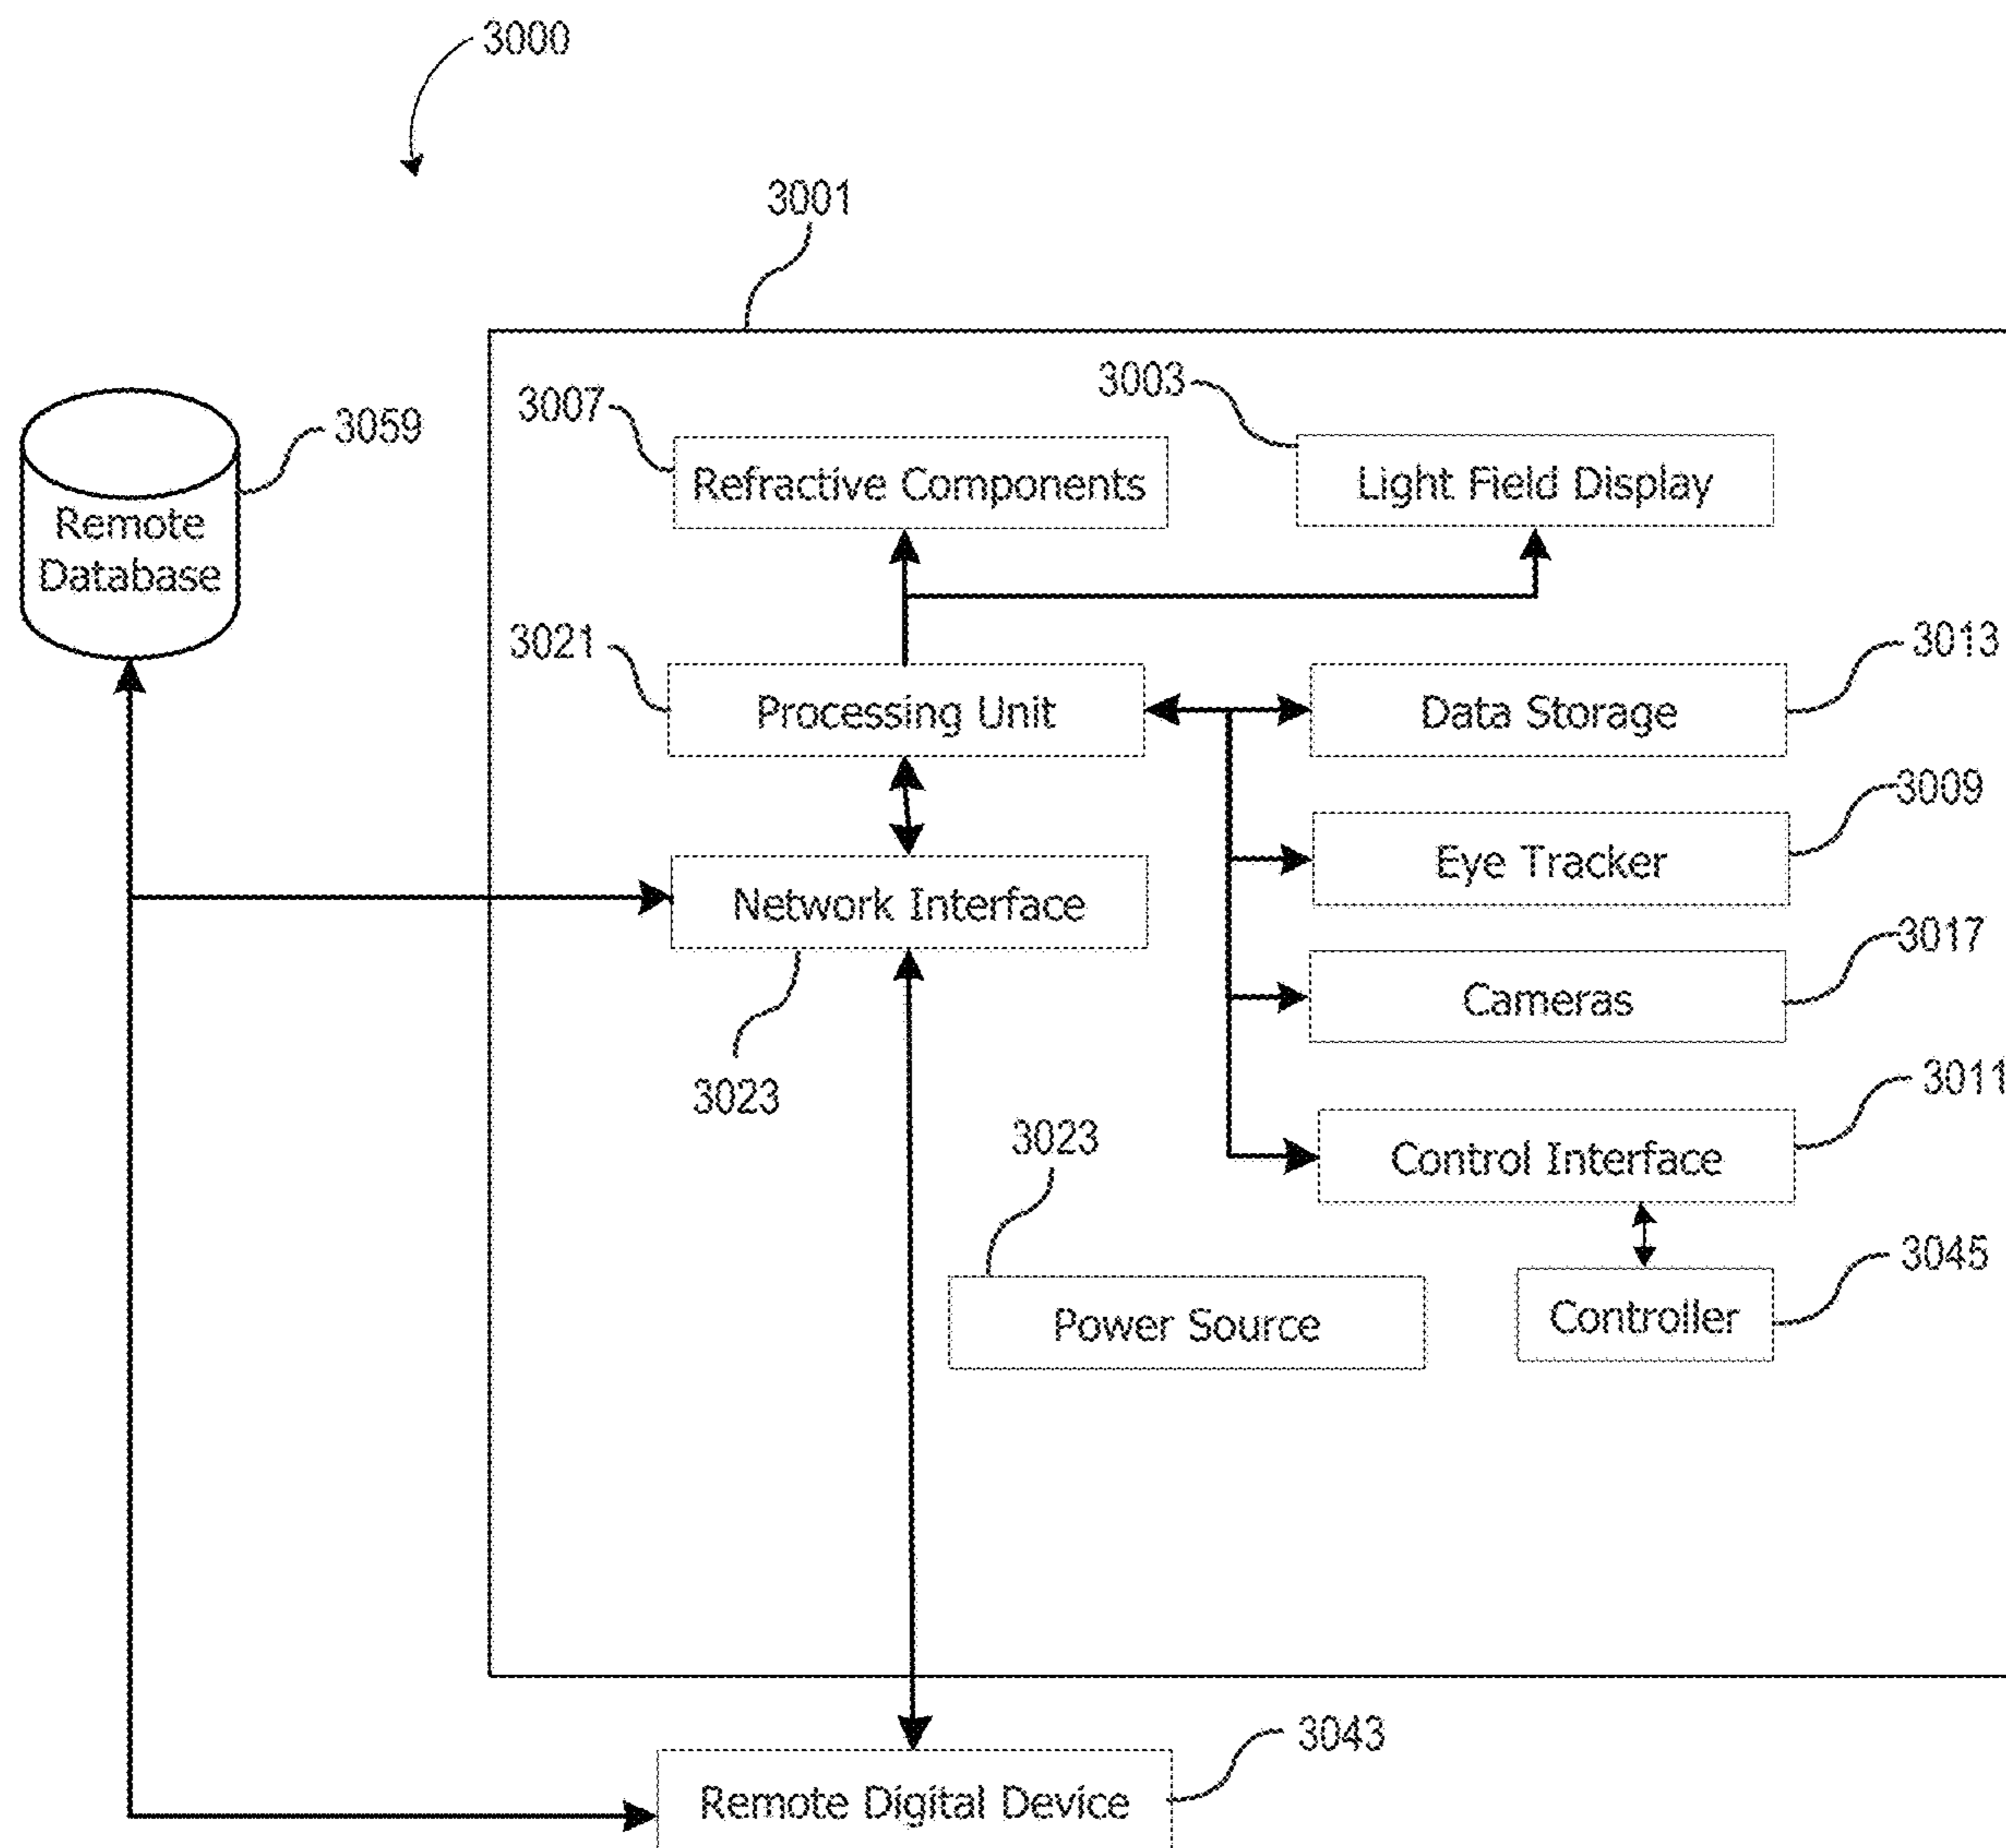 3000
3001
3007
3003
3059
Refractive Components
Light Field Display
Remote
Database
3021
3013
Processing Unit
Data Storage
3009
Eye Tracker
Network Interface
3017
Cameras
3023
3011
3023
Control Interface
3045
Power Source
Controller
3043
Remote Digital Device